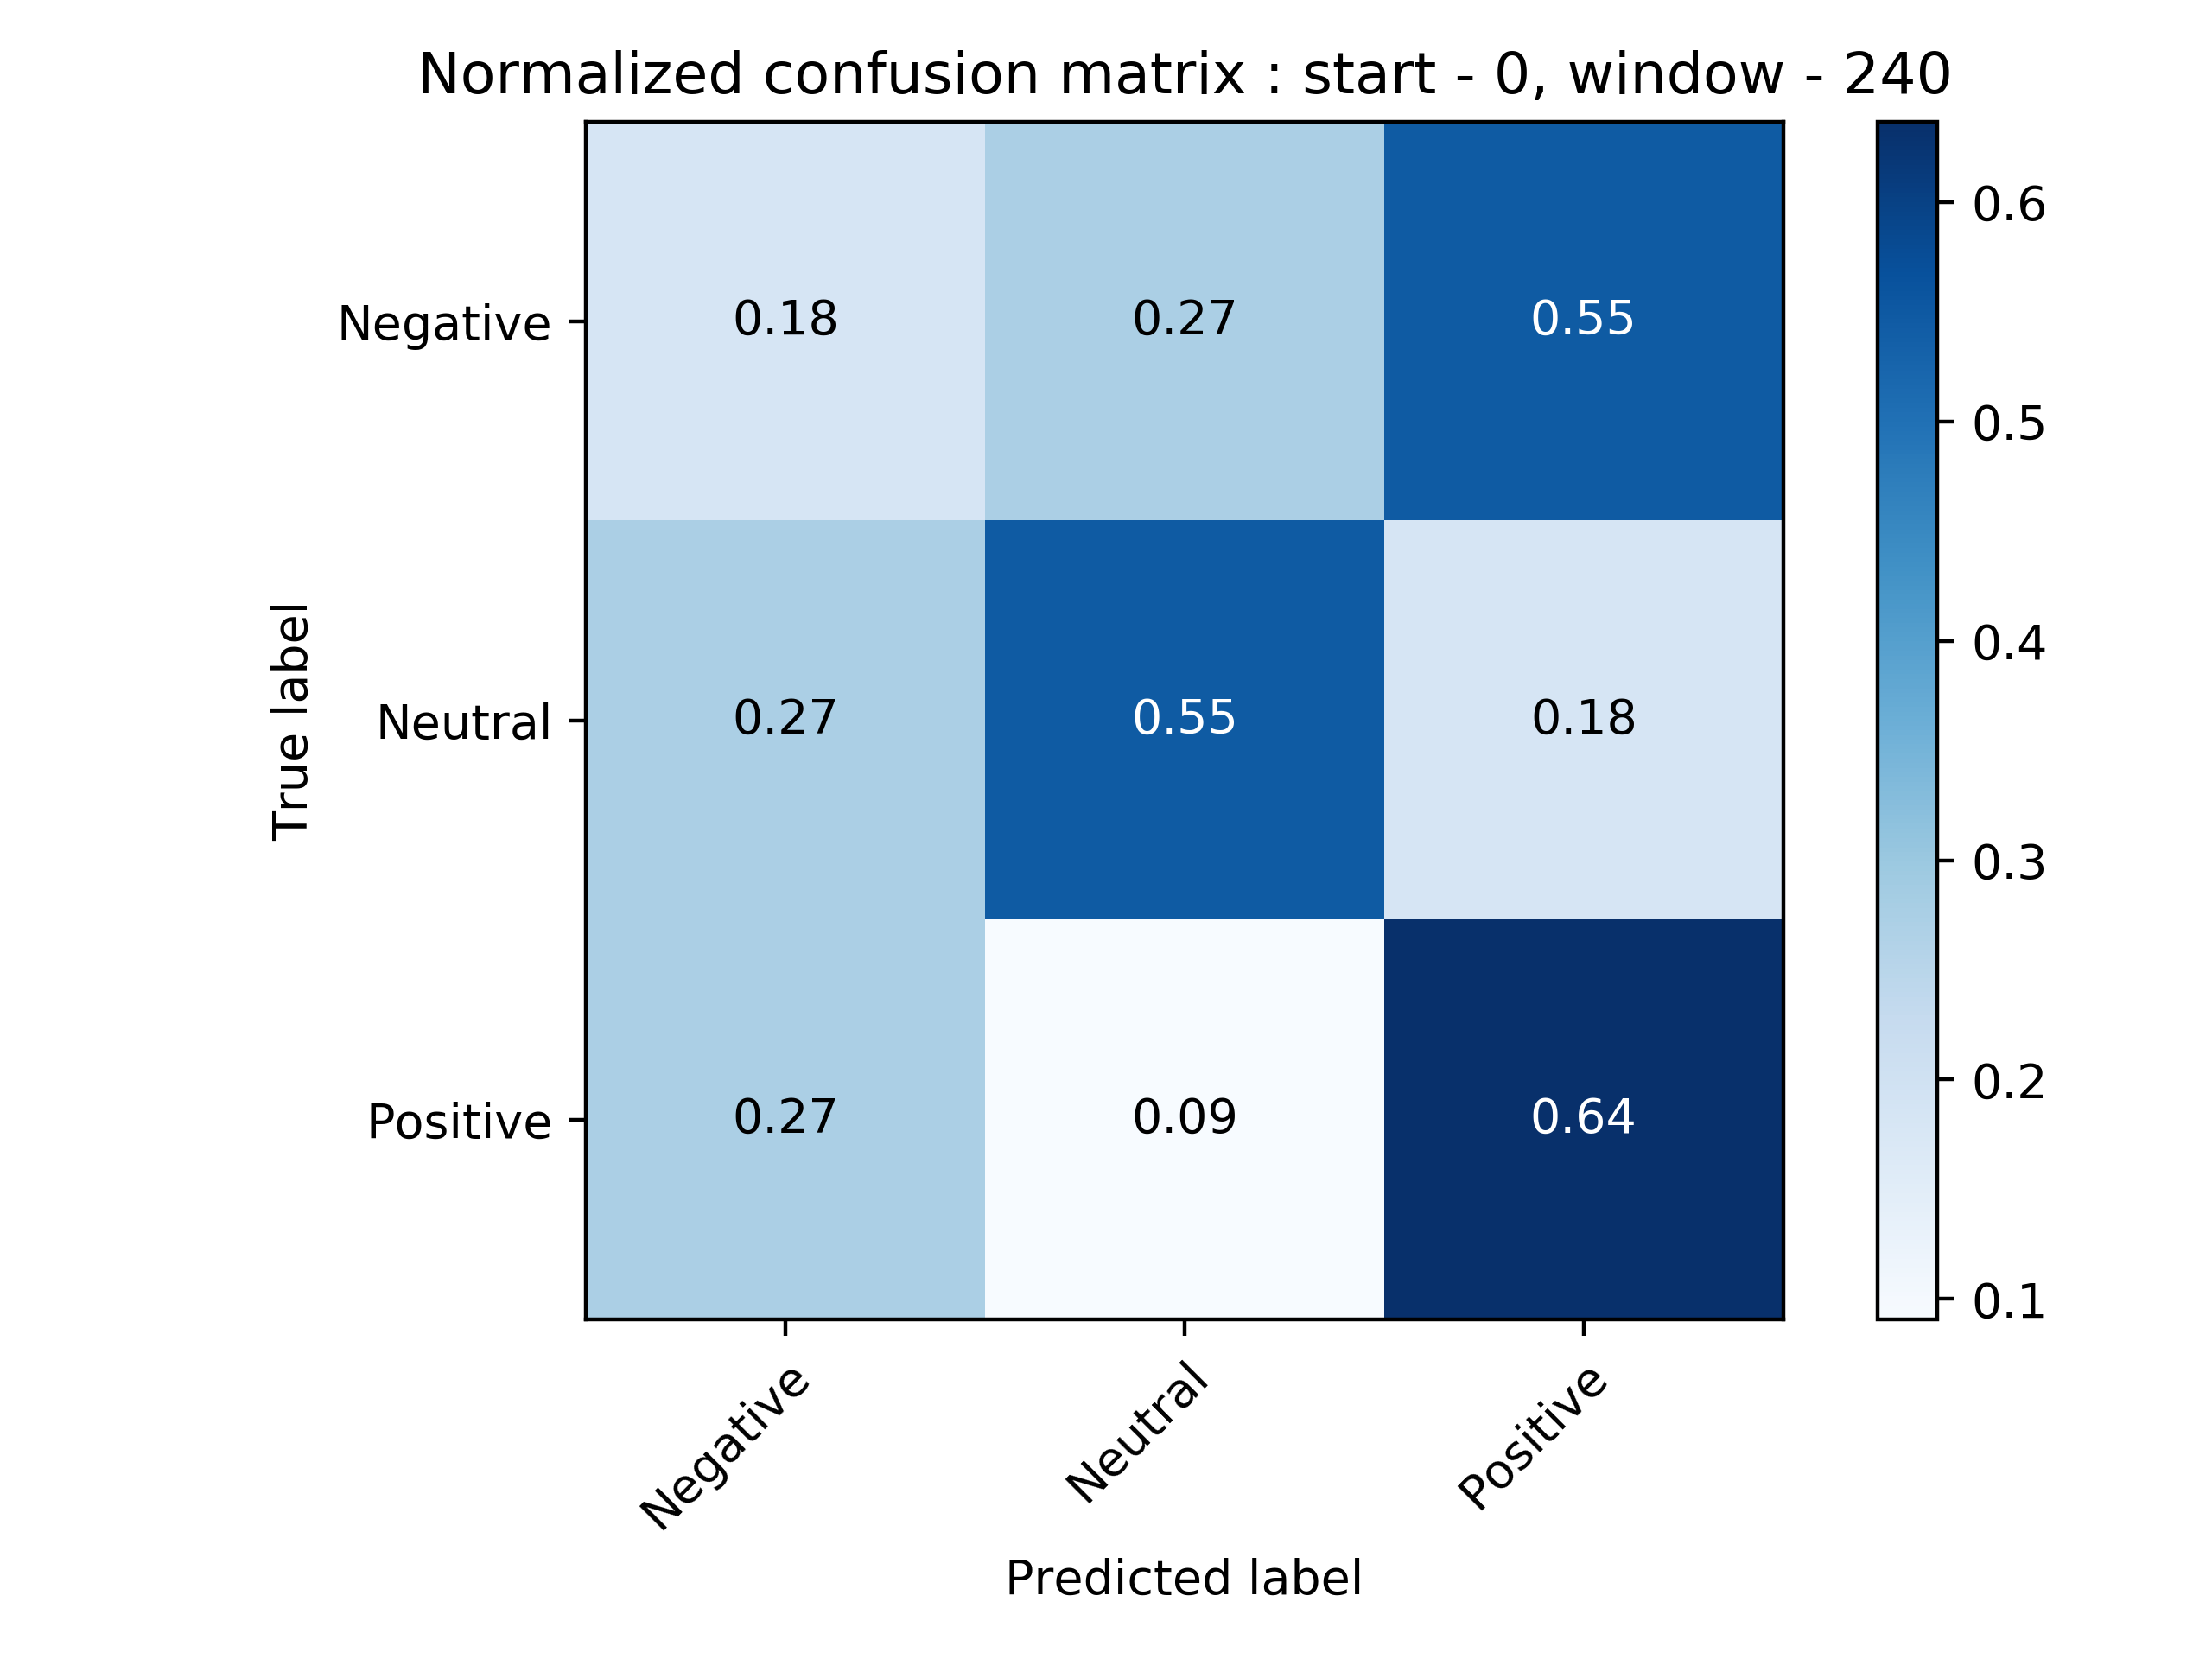 Normalized confusion matrix : start - 0, window - 240
Negative 0.18 0.27 0.55
Neutral 0.27 0.55 0.18
Positive 0.27 0.09 0.64
True label
Negative Neutral Positive
Predicted label
0.6
0.5
0.4
0.3
0.2
0.1